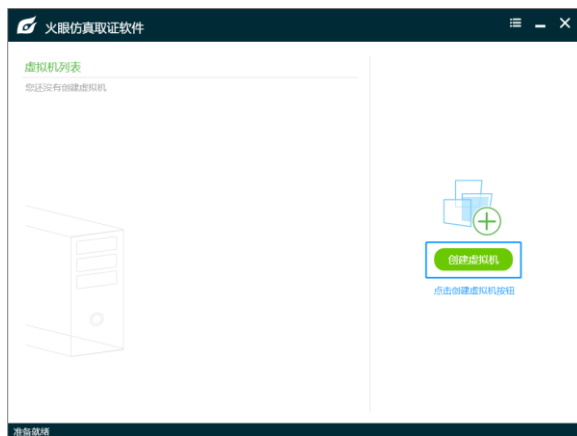 火眼仿真取证软件
虚拟机列表
您还没有创建虚拟机
创建虚拟机
点击创建虚拟机按钮
准备就绪